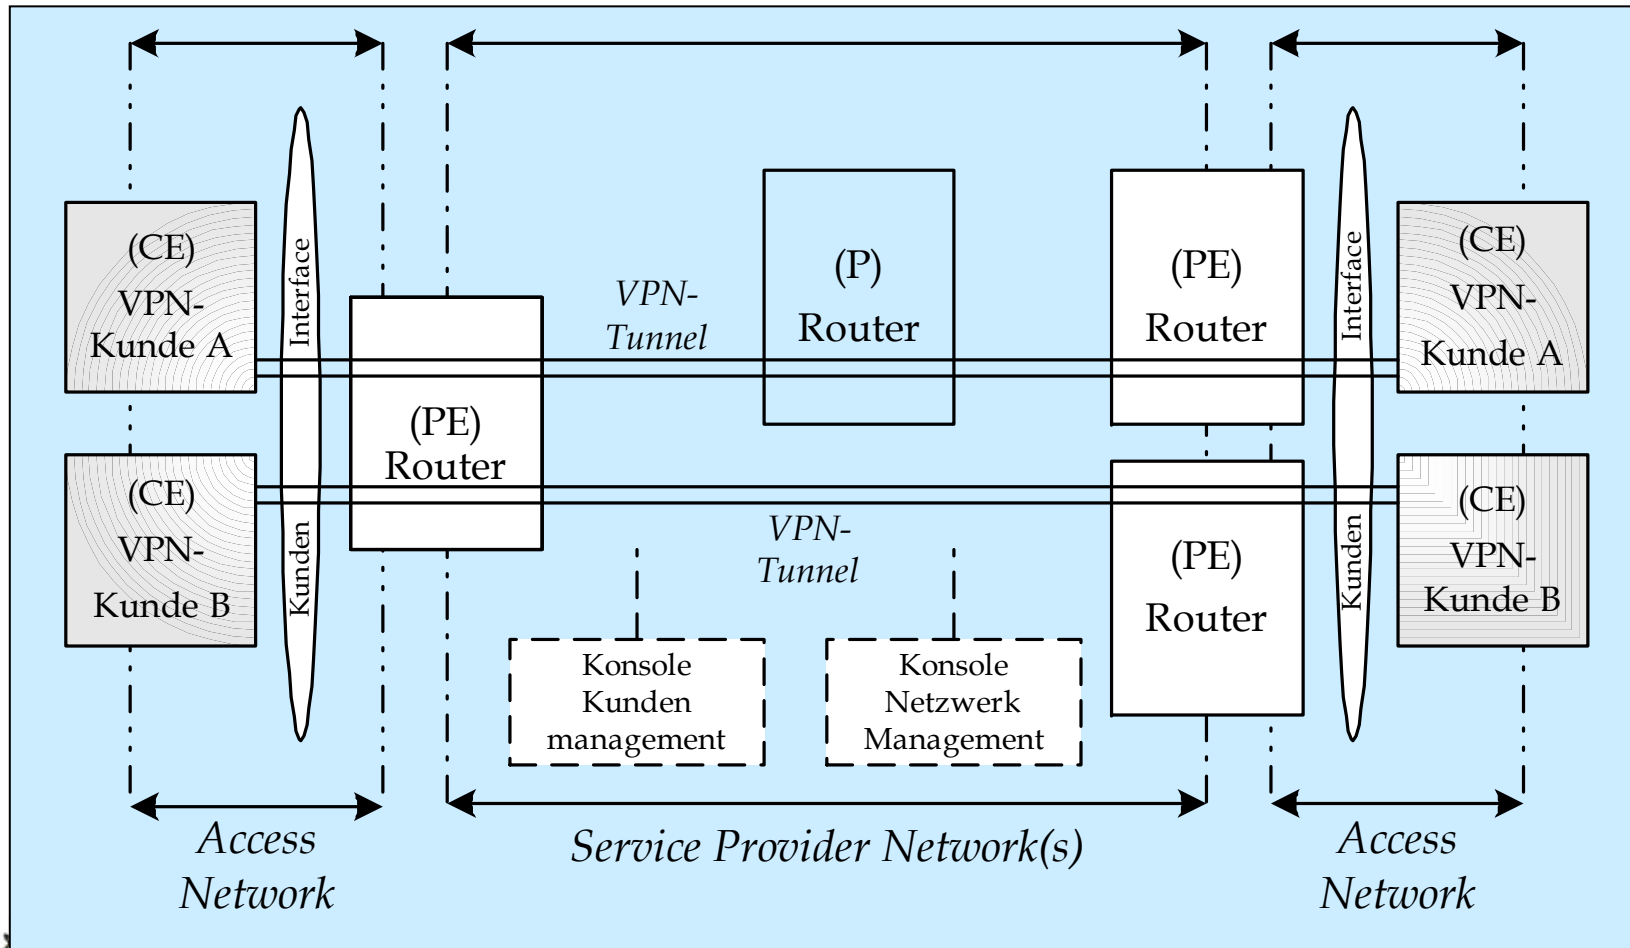 (CE)
VPN-
Kunde A
(CE)
VPN-
Kunde B
Interface
Kunden
(PE)
Router
VPN-
Tunnel
(P)
Router
VPN-
Tunnel
Konsole
Kunden
management
Konsole
Netzwerk
Management
(PE)
Router
(PE)
Router
Interface
Kunden
(CE)
VPN-
Kunde A
(CE)
VPN-
Kunde B
Access
Network
Service Provider Network(s)
Access
Network